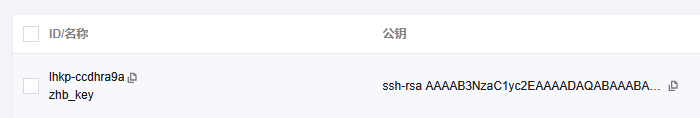 ID/名称 公钥
lhkp-ccdhra9a
zhb_key
ssh-rsa AAAAB3NzaC1yc2EAAAADAQABAAABA...